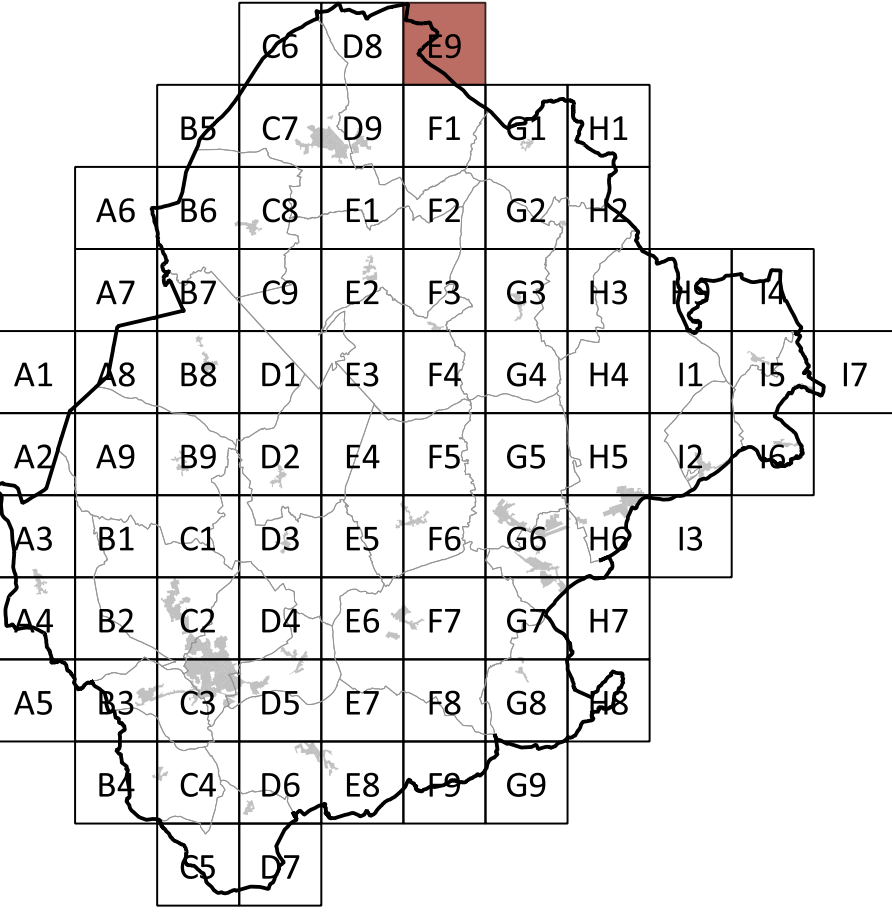 C6 D8 E9
B5 C7 D9 F1 G1 H1
A6 B6 C8 E1 F2 G2 H2
A7 B7 C9 E2 F3 G3 H3 H9 I4
A1 A8 B8 D1 E3 F4 G4 H4 I1 I5 I7
A2 A9 B9 D2 E4 F5 G5 H5 I2 I6
A3 B1 C1 D3 E5 F6 G6 H6 I3
A4 B2 C2 D4 E6 F7 G7 H7
A5 B3 C3 D5 E7 F8 G8 H8
B4 C4 D6 E8 F9 G9
C5 D7